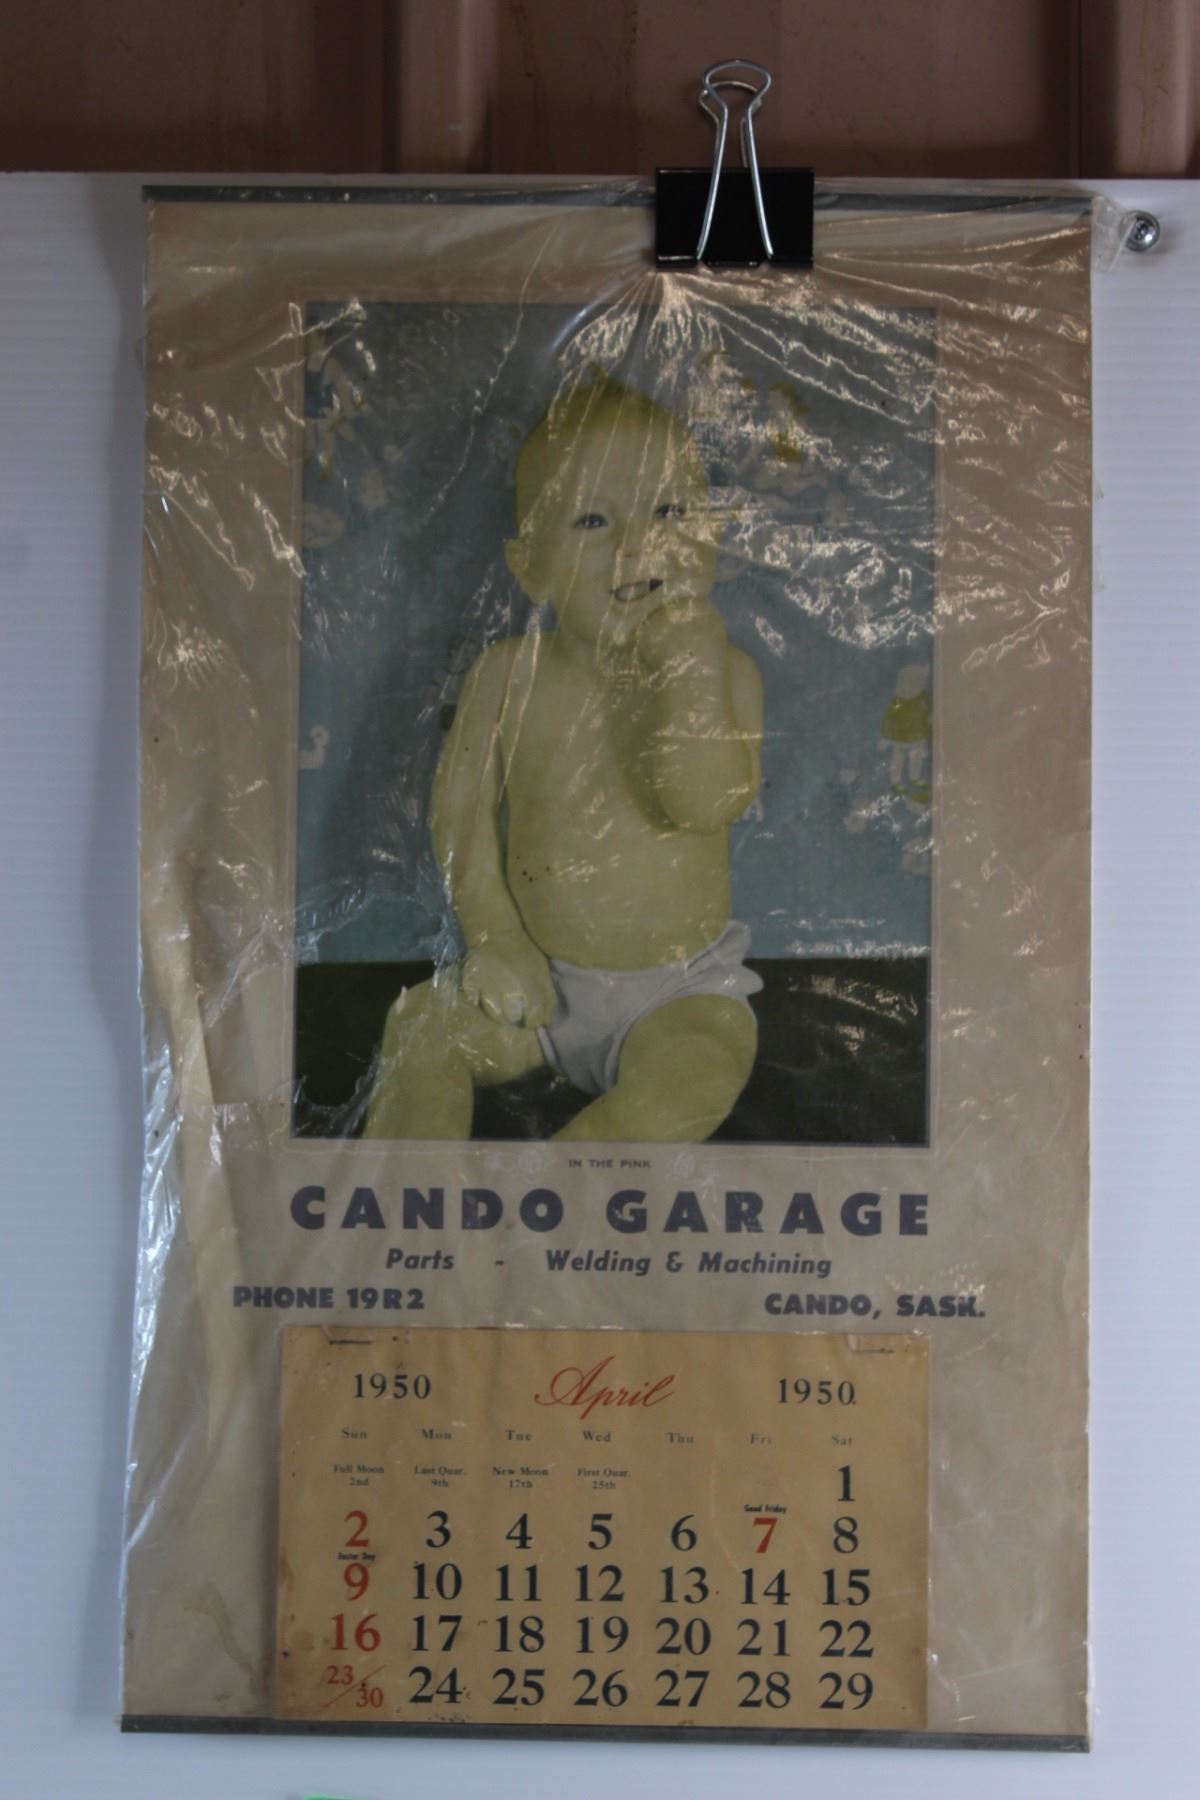 IN THE PINK
CANDO GARAGE
Parts - Welding & Machining
PHONE 19R2 CANDO, SASK.
1950 April 1950
Sun Mon Tue Wed Thu Fri Sat
Full Moon 2nd Last Quar. 9th New Moon 17th First Quar. 25th 1
Good Friday
2 3 4 5 6 7 8
Easter Day
9 10 11 12 13 14 15
16 17 18 19 20 21 22
23/30 24 25 26 27 28 29